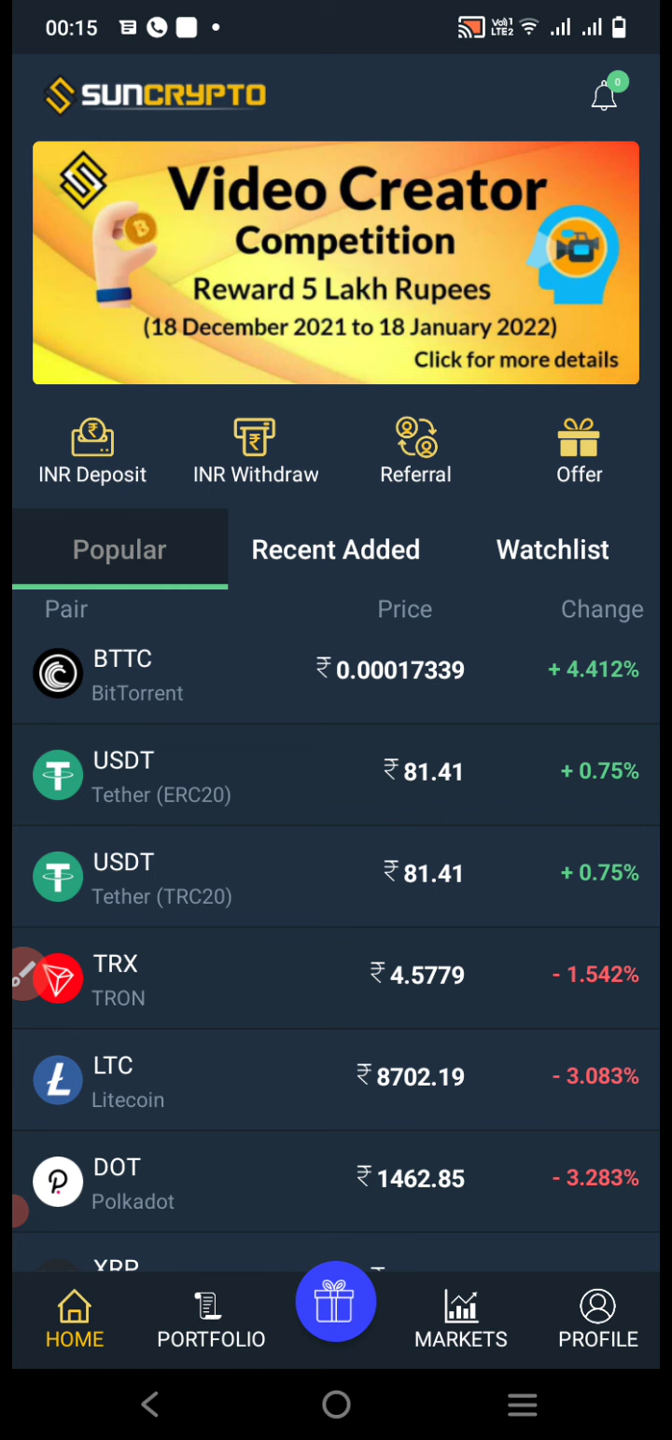 00:15
Vo)) 1
LTE2
SUNCRYPTO
0
Video Creator
Competition
Reward 5 Lakh Rupees
(18 December 2021 to 18 January 2022)
Click for more details
INR Deposit INR Withdraw Referral Offer
Popular Recent Added Watchlist
Pair Price Change
BTTC
BitTorrent
₹ 0.00017339 + 4.412%
USDT
Tether (ERC20)
₹ 81.41 + 0.75%
USDT
Tether (TRC20)
₹ 81.41 + 0.75%
TRX
TRON
₹ 4.5779 - 1.542%
LTC
Litecoin
₹ 8702.19 - 3.083%
DOT
Polkadot
₹ 1462.85 - 3.283%
XRP
HOME PORTFOLIO MARKETS PROFILE